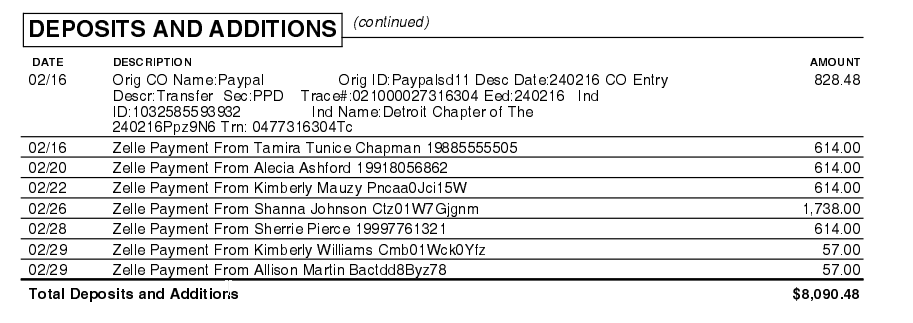 DEPOSITS AND ADDITIONS (continued)
DATE DESCRIPTION AMOUNT
02/16 Orig CO Name:Paypal Orig ID:Paypalsd11 Desc Date:240216 CO Entry 828.48
Descr:Transfer Sec:PPD Trace#:021000027316304 Eed:240216 Ind
ID:1032585593932 Ind Name:Detroit Chapter of The
240216Ppz9N6 Trn: 0477316304Tc
02/16 Zelle Payment From Tamira Tunice Chapman 19885555505 614.00
02/20 Zelle Payment From Alecia Ashford 19918056862 614.00
02/22 Zelle Payment From Kimberly Mauzy Pncaa0Jci15W 614.00
02/26 Zelle Payment From Shanna Johnson Ctz01W7Gjgnm 1,738.00
02/28 Zelle Payment From Sherrie Pierce 19997761321 614.00
02/29 Zelle Payment From Kimberly Williams Cmb01Wck0Yfz 57.00
02/29 Zelle Payment From Allison Martin Bactdd8Byz78 57.00
Total Deposits and Additions $8,090.48